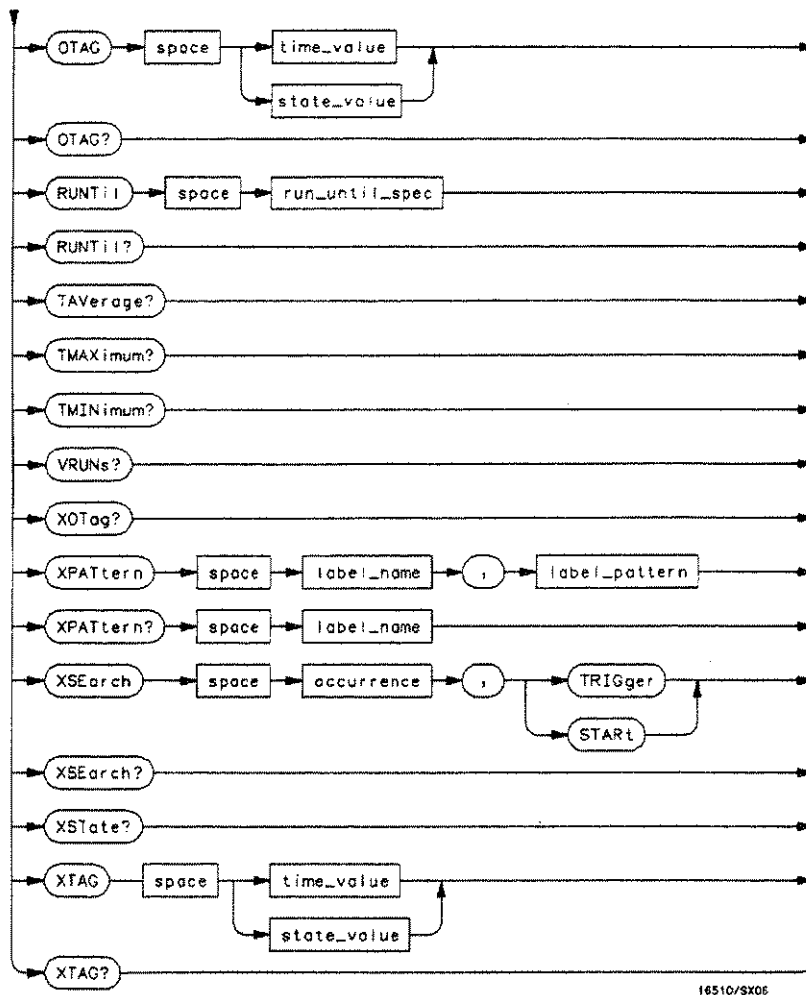 OTAG space time_value
state_value
OTAG?
RUNTil space run_until_spec
RUNTil?
TAVerage?
TMAXimum?
TMINimum?
VRUNs?
XOTag?
XPATtern space label_name , label_pattern
XPATtern? space label_name
XSEarch space occurrence , TRIGger
STARt
XSEarch?
XSTate?
XTAG space time_value
state_value
XTAG?
16510/SX06